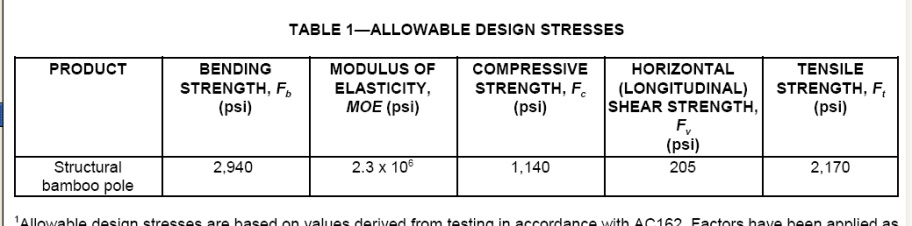 TABLE 1—ALLOWABLE DESIGN STRESSES
PRODUCT
BENDING
STRENGTH, Fb
(psi)
MODULUS OF
ELASTICITY,
MOE (psi)
COMPRESSIVE
STRENGTH, Fc
(psi)
HORIZONTAL
(LONGITUDINAL)
SHEAR STRENGTH,
Fv
(psi)
TENSILE
STRENGTH, Ft
(psi)
Structural
bamboo pole
2,940
2.3 x 10⁶
1,140
205
2,170
¹Allowable design stresses are based on values derived from testing in accordance with AC162. Factors have been applied as